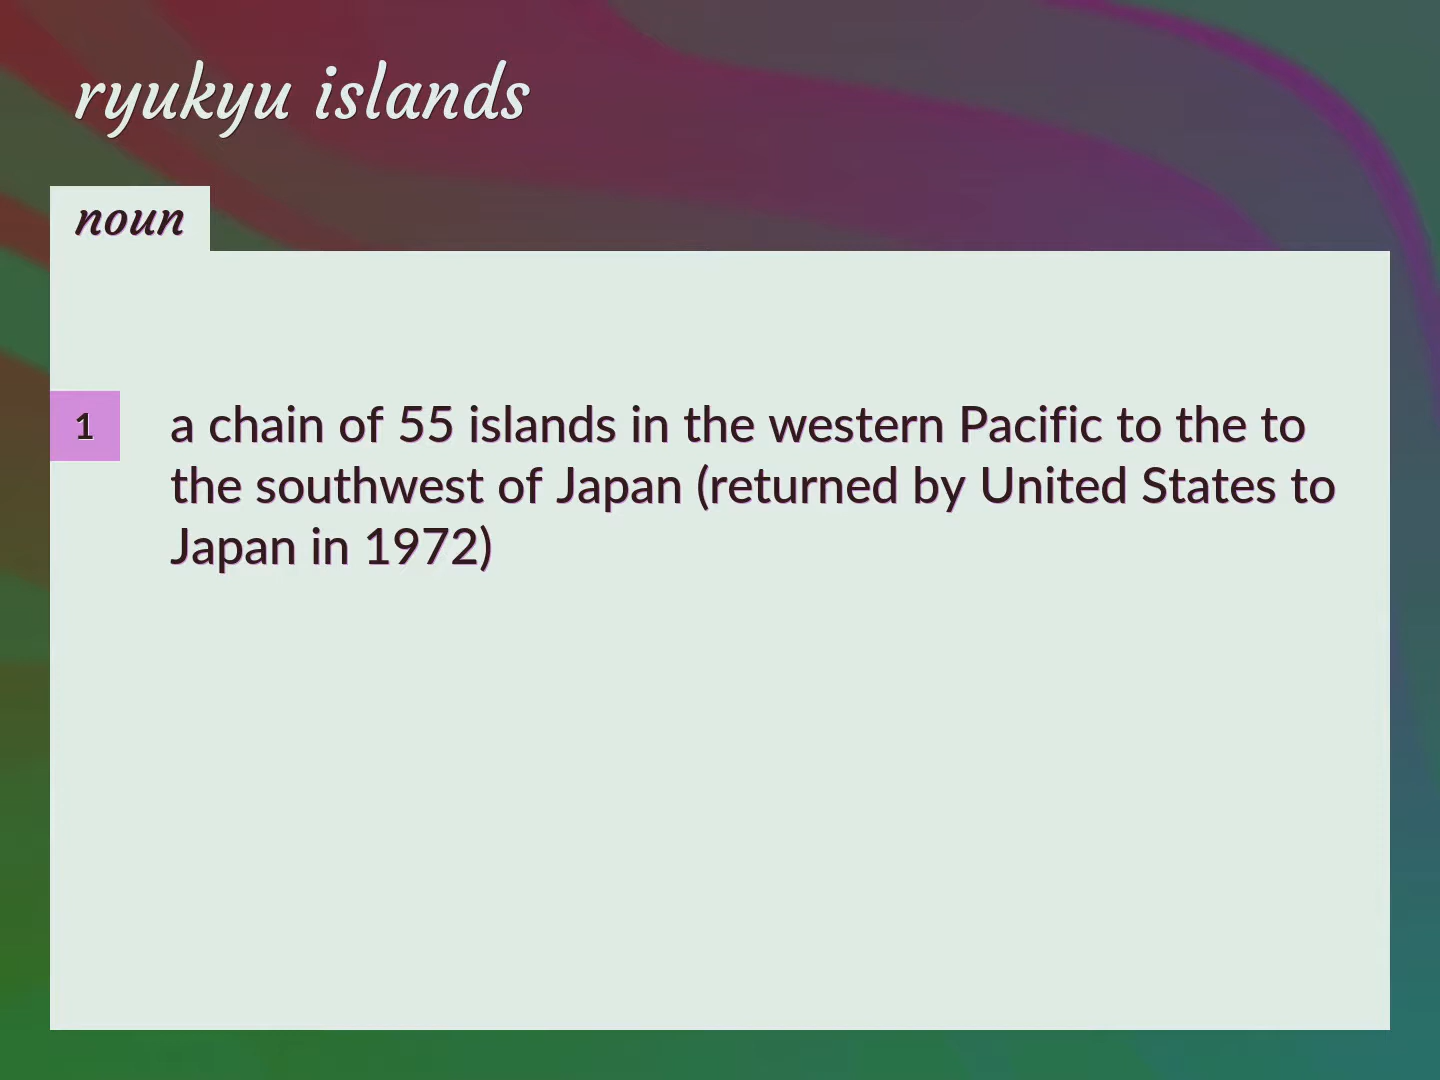 ryukyu islands
noun
1
a chain of 55 islands in the western Pacific to the to
the southwest of Japan (returned by United States to
Japan in 1972)